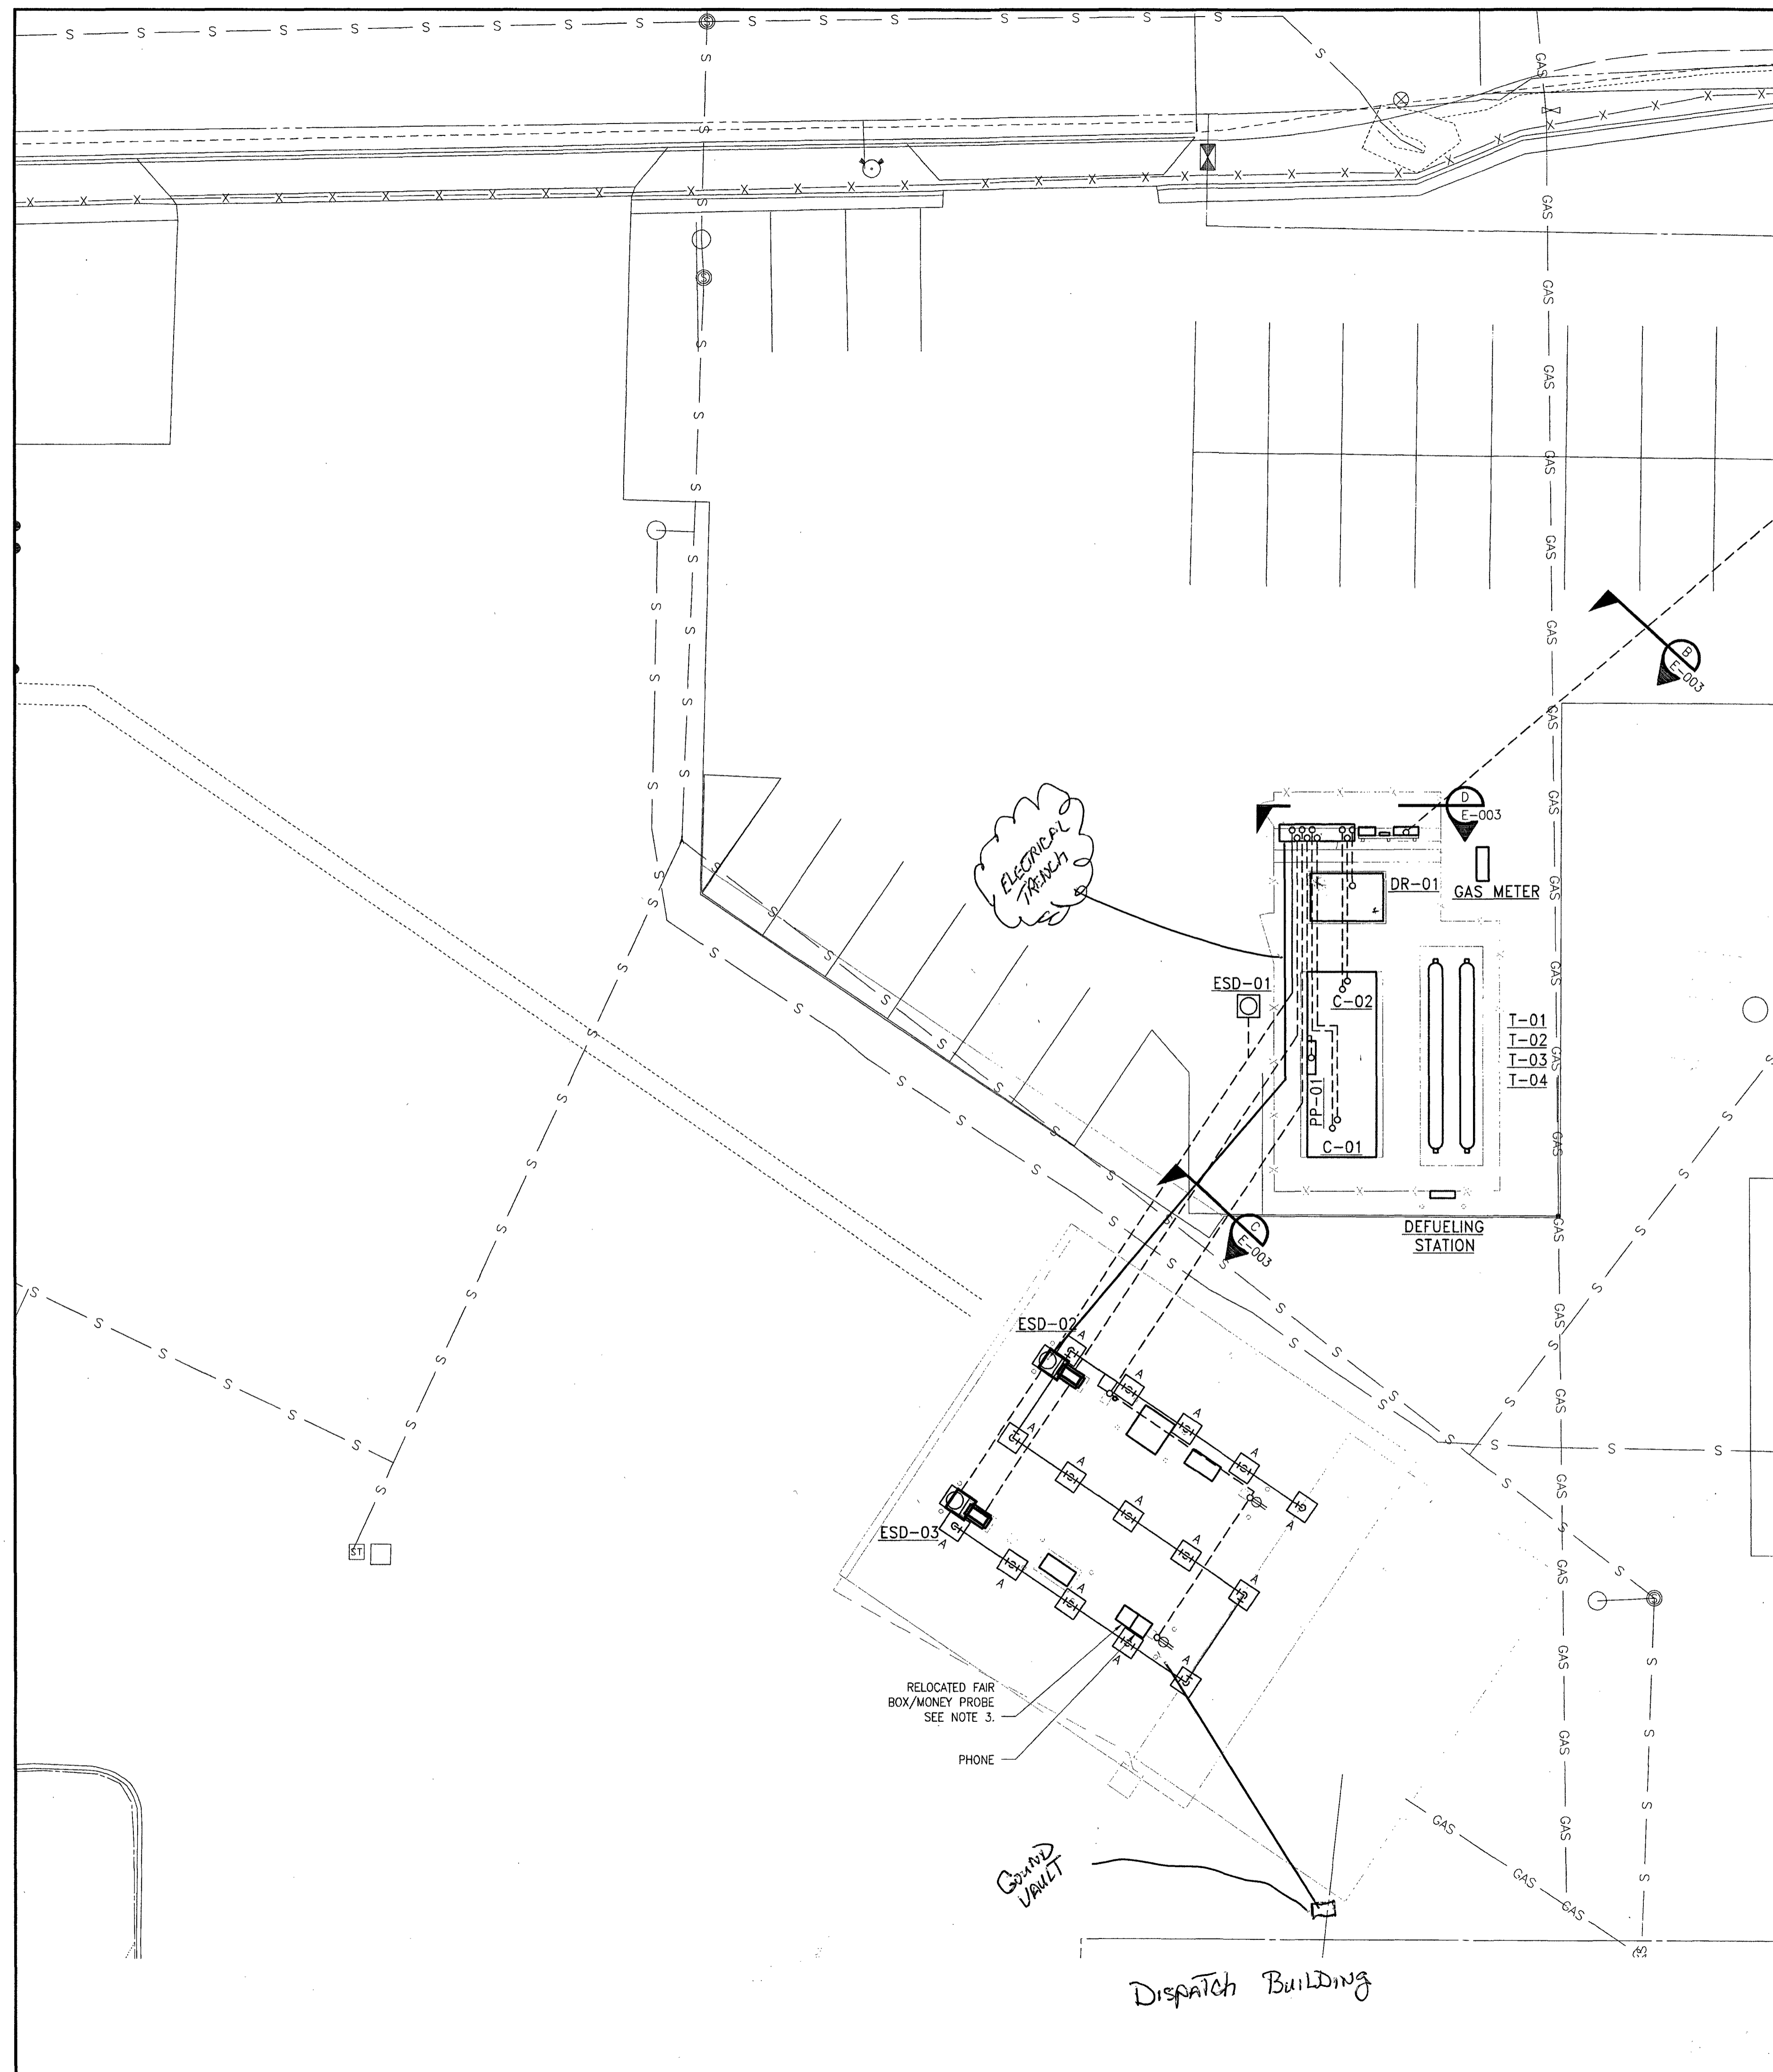 B
E-003
D
E-003
ELECTRICAL
TRENCH
DR-01
GAS METER
ESD-01
C-02
T-01
T-02
T-03
T-04
PP-01
C-01
C
E-003
DEFUELING
STATION
ESD-02
ESD-03
ST
RELOCATED FAIR
BOX/MONEY PROBE
SEE NOTE 3.
PHONE
GOUND
VAULT
DISPATCH BUILDING
S
GAS
X
A